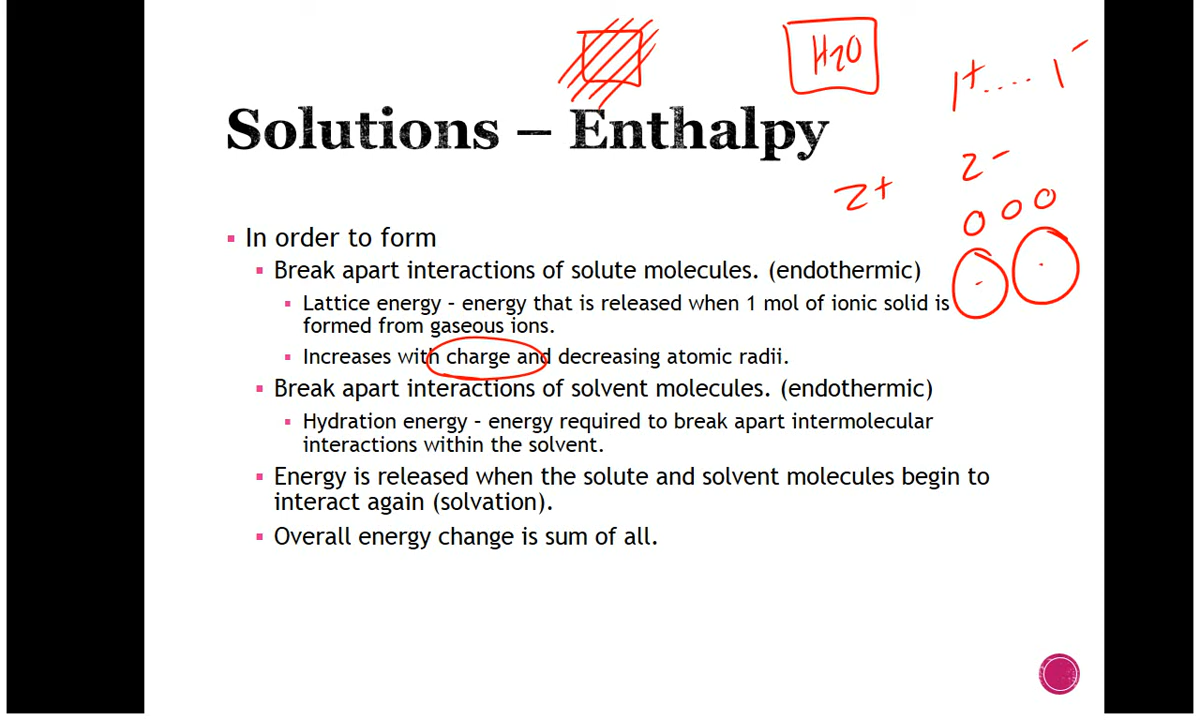 H2O
1+ .... 1-
Solutions – Enthalpy
2-
2+
In order to form
Break apart interactions of solute molecules. (endothermic)
Lattice energy – energy that is released when 1 mol of ionic solid is
formed from gaseous ions.
Increases with charge and decreasing atomic radii.
Break apart interactions of solvent molecules. (endothermic)
Hydration energy – energy required to break apart intermolecular
interactions within the solvent.
Energy is released when the solute and solvent molecules begin to
interact again (solvation).
Overall energy change is sum of all.